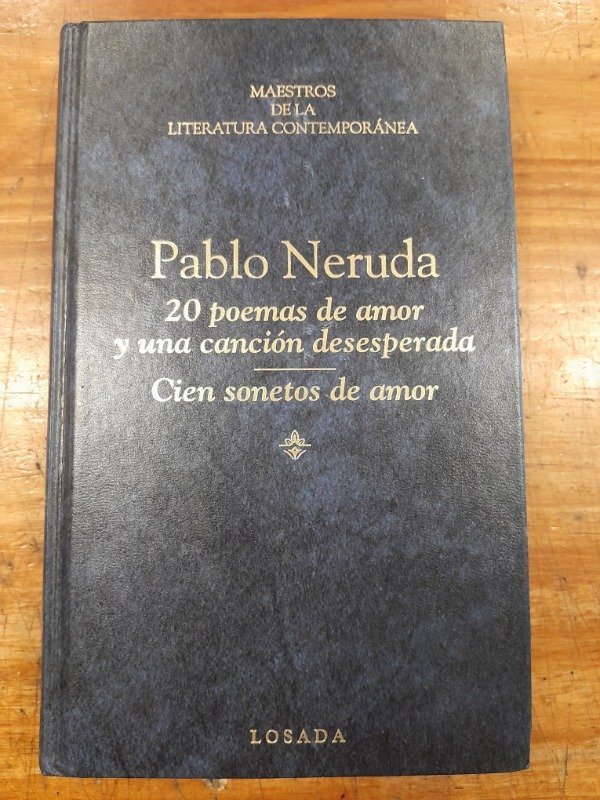 MAESTROS
DE LA
LITERATURA CONTEMPORÁNEA
Pablo Neruda
20 poemas de amor
y una canción desesperada
Cien sonetos de amor
LOSADA